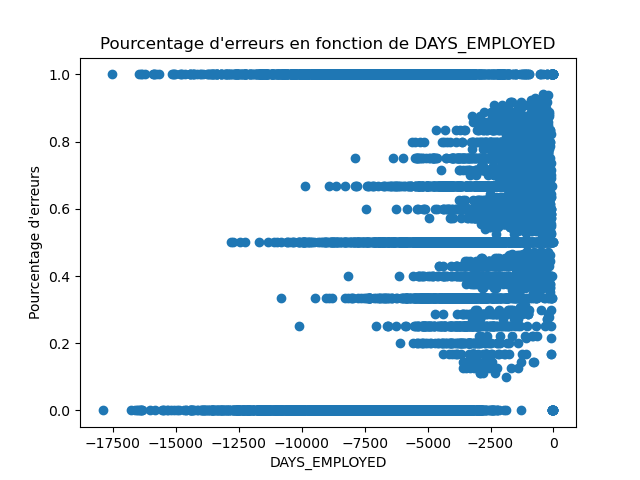 Pourcentage d'erreurs en fonction de DAYS_EMPLOYED
1.0
0.8
0.6
0.4
0.2
0.0
Pourcentage d'erreurs
−17500 −15000 −12500 −10000 −7500 −5000 −2500 0
DAYS_EMPLOYED